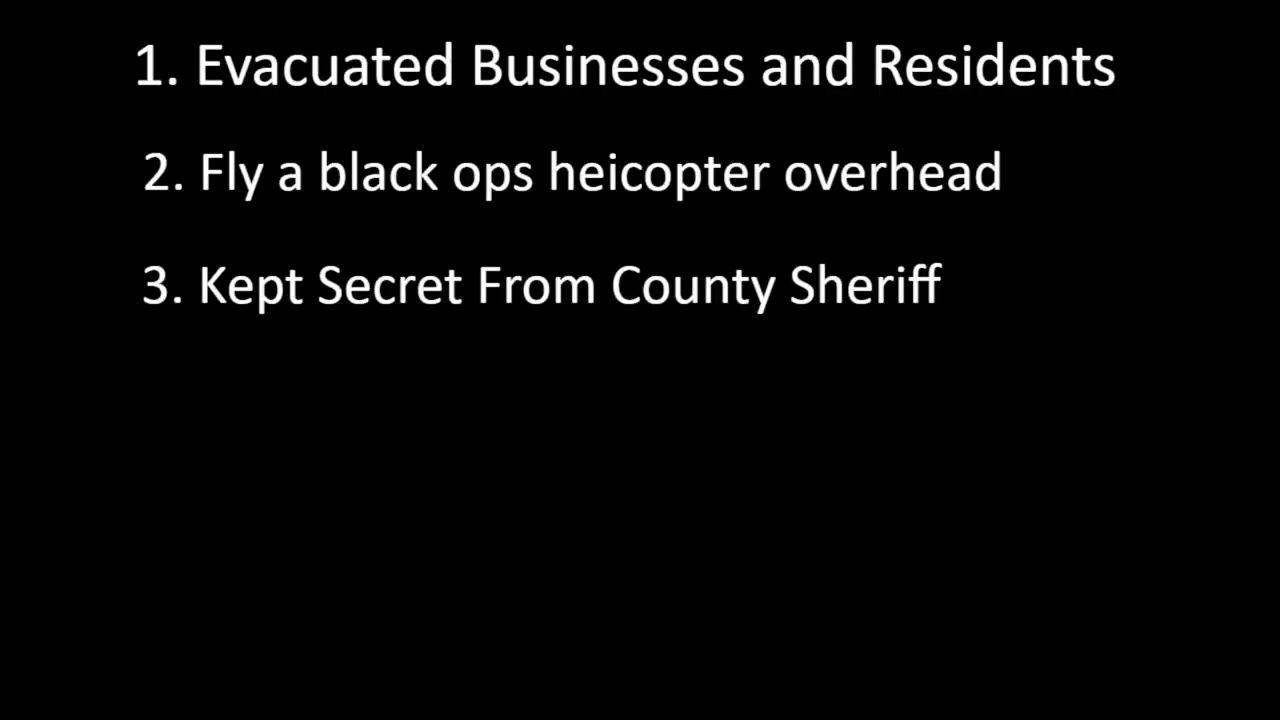 1. Evacuated Businesses and Residents
2. Fly a black ops heicopter overhead
3. Kept Secret From County Sheriff